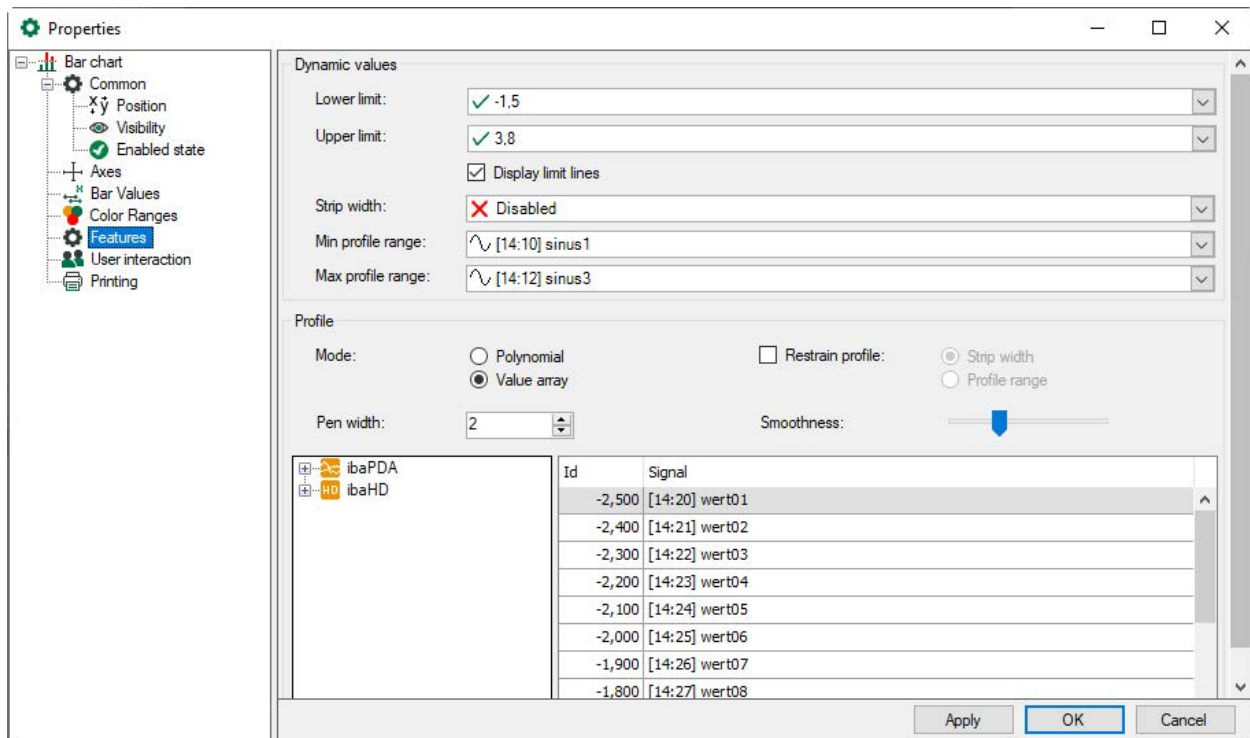 Properties
Bar chart
Common
Position
Visibility
Enabled state
Axes
Bar Values
Color Ranges
Features
User interaction
Printing
Dynamic values
Lower limit: -1,5
Upper limit: 3,8
Display limit lines
Strip width: Disabled
Min profile range: [14:10] sinus1
Max profile range: [14:12] sinus3
Profile
Mode: Polynomial Restrain profile: Strip width
Value array Profile range
Pen width: 2 Smoothness:
ibaPDA
HD ibaHD
Id Signal
-2,500 [14:20] wert01
-2,400 [14:21] wert02
-2,300 [14:22] wert03
-2,200 [14:23] wert04
-2,100 [14:24] wert05
-2,000 [14:25] wert06
-1,900 [14:26] wert07
-1,800 [14:27] wert08
Apply OK Cancel